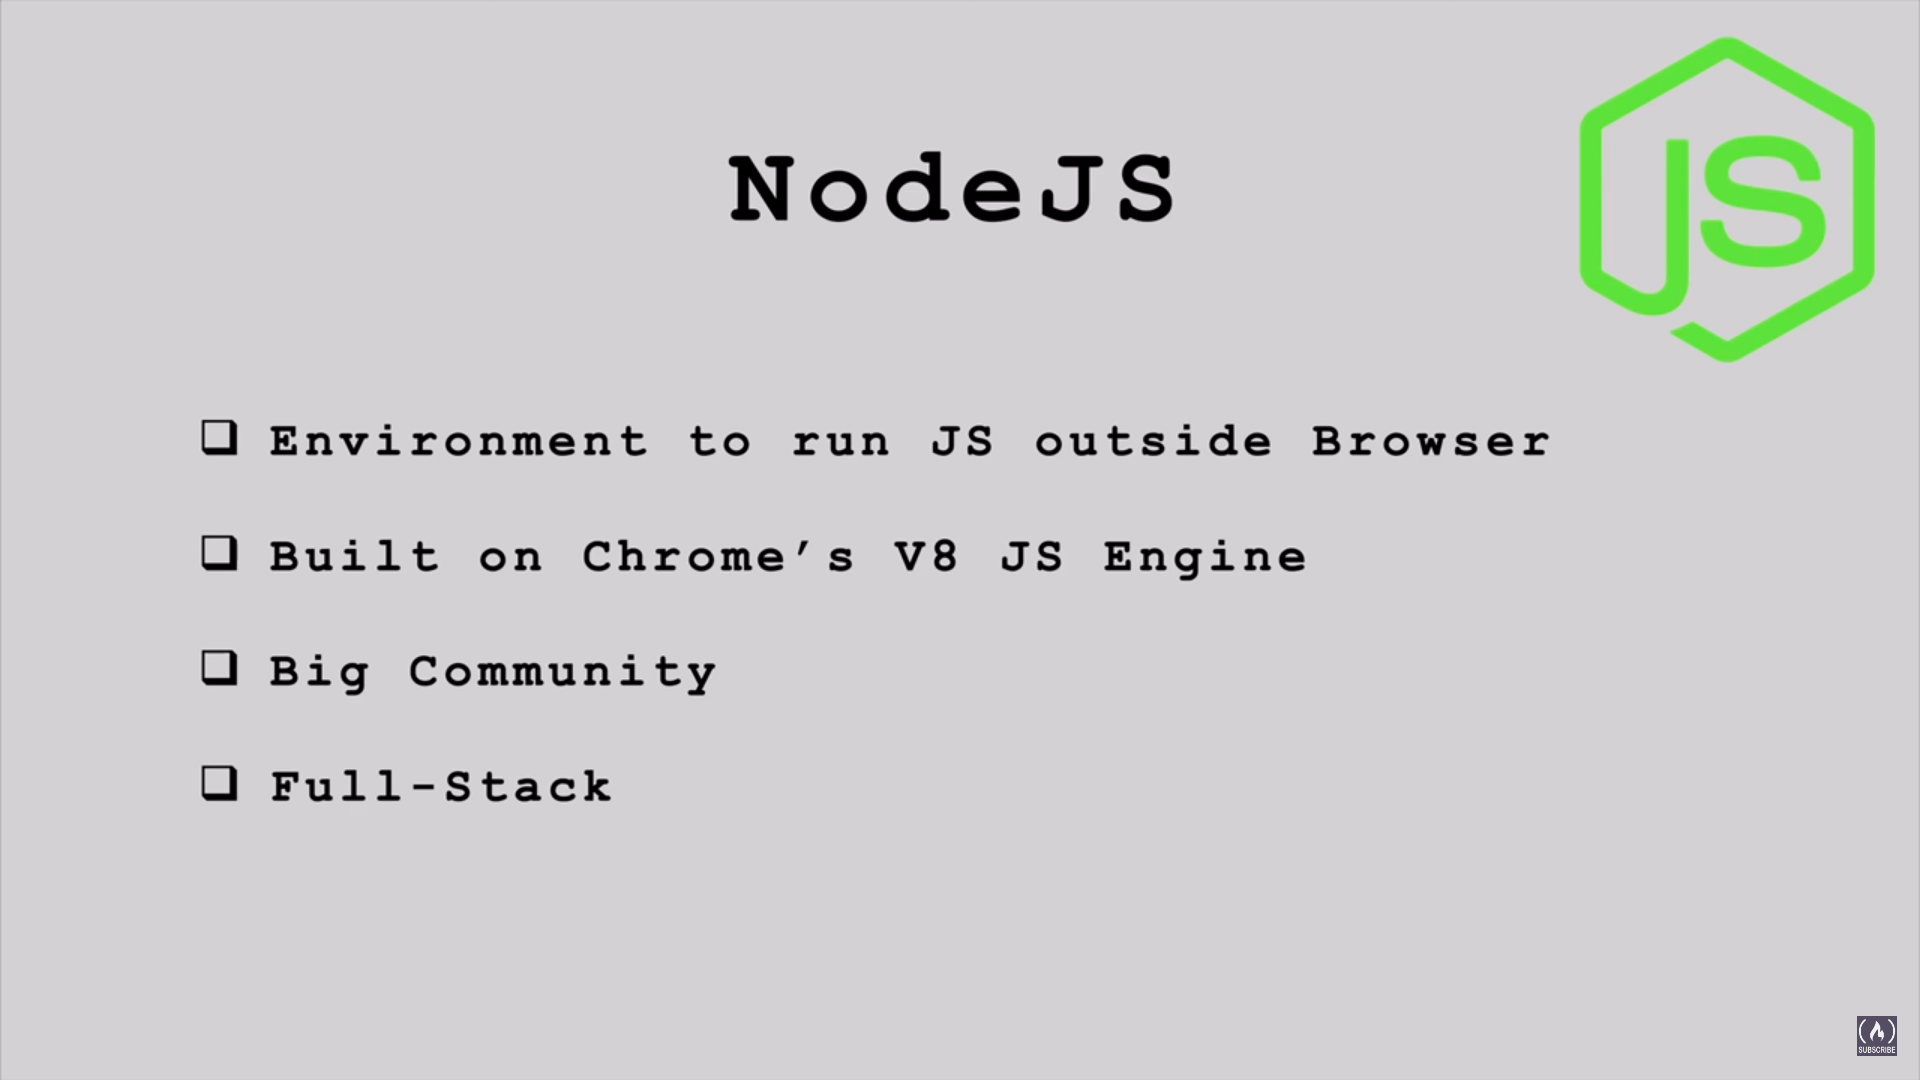 NodeJS
JS
❑ Environment to run JS outside Browser
❑ Built on Chrome’s V8 JS Engine
❑ Big Community
❑ Full-Stack
SUBSCRIBE